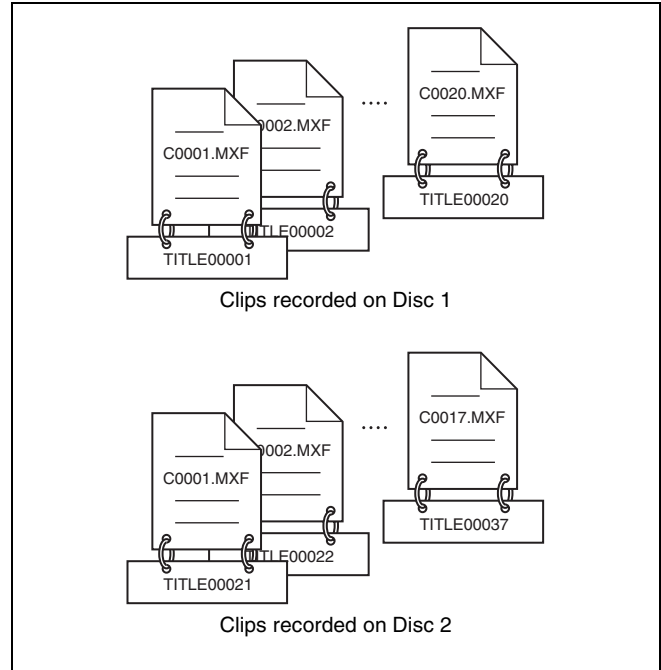 C0020.MXF
....
0002.MXF
C0001.MXF
TITLE00020
TLE00002
TITLE00001
Clips recorded on Disc 1
C0017.MXF
....
0002.MXF
C0001.MXF
TITLE00037
TLE00022
TITLE00021
Clips recorded on Disc 2